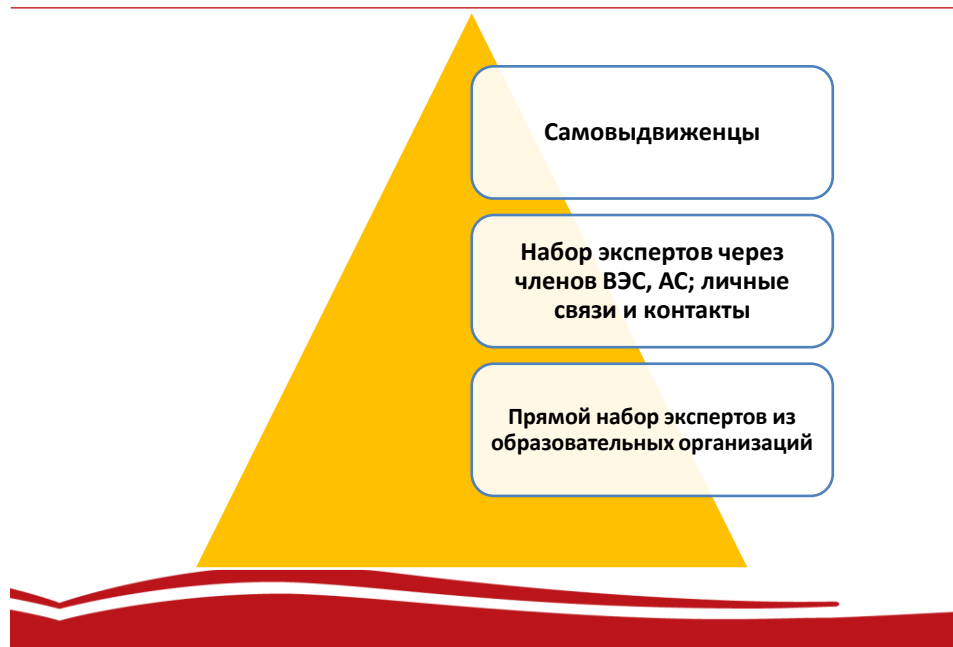 Самовыдвиженцы
Набор экспертов через
членов ВЭС, АС; личные
связи и контакты
Прямой набор экспертов из
образовательных организаций